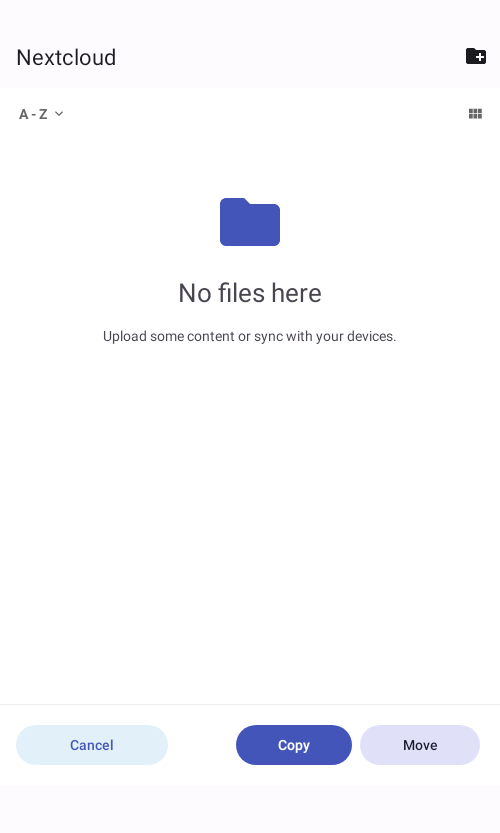 Nextcloud
A - Z
No files here
Upload some content or sync with your devices.
Cancel
Copy
Move